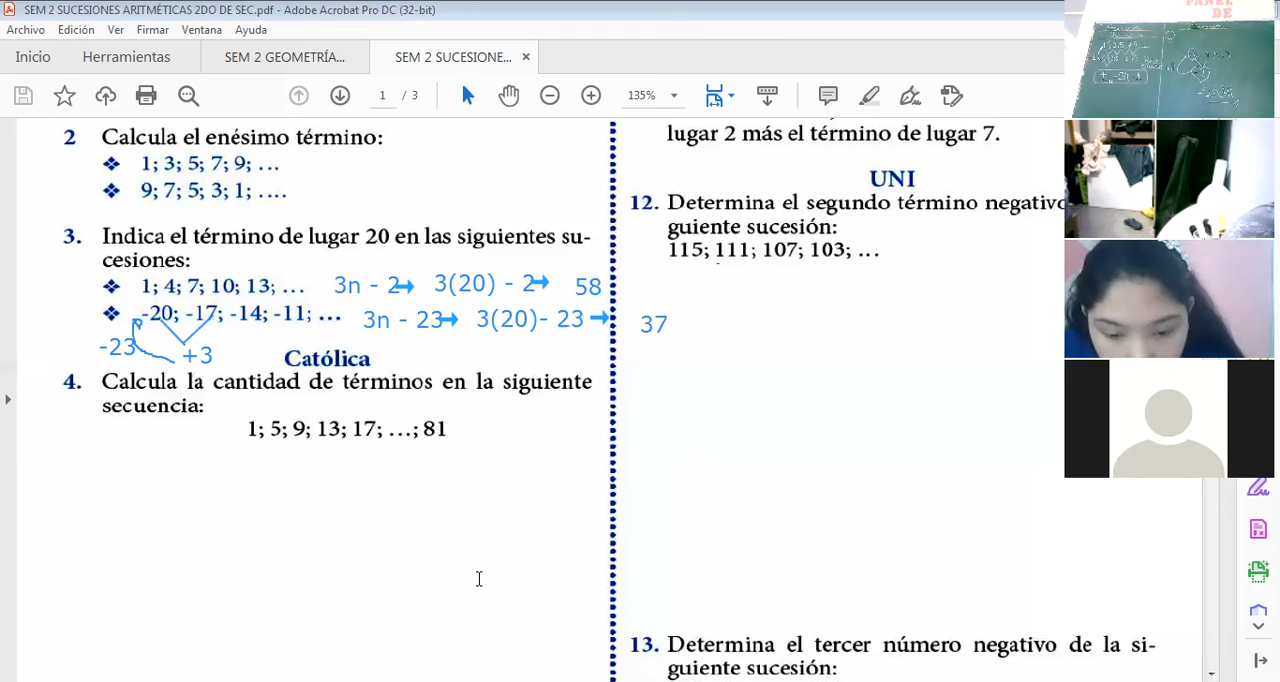 SEM 2 SUCESIONES ARITMÉTICAS 2DO DE SEC.pdf - Adobe Acrobat Pro DC (32-bit)
Archivo Edición Ver Firmar Ventana Ayuda
Inicio Herramientas SEM 2 GEOMETRÍA... SEM 2 SUCESIONE... ×
1 / 3 135%
2 Calcula el enésimo término:
❖ 1; 3; 5; 7; 9; …
❖ 9; 7; 5; 3; 1; ….
3. Indica el término de lugar 20 en las siguientes su-
cesiones:
❖ 1; 4; 7; 10; 13; … 3n - 2→ 3(20) - 2→ 58
❖ -20; -17; -14; -11; … 3n - 23→ 3(20)- 23 → 37
-23 +3
Católica
4. Calcula la cantidad de términos en la siguiente
secuencia:
1; 5; 9; 13; 17; …; 81
lugar 2 más el término de lugar 7.
UNI
12. Determina el segundo término negativo
guiente sucesión:
115; 111; 107; 103; …
13. Determina el tercer número negativo de la si-
guiente sucesión:
PANEL
DE